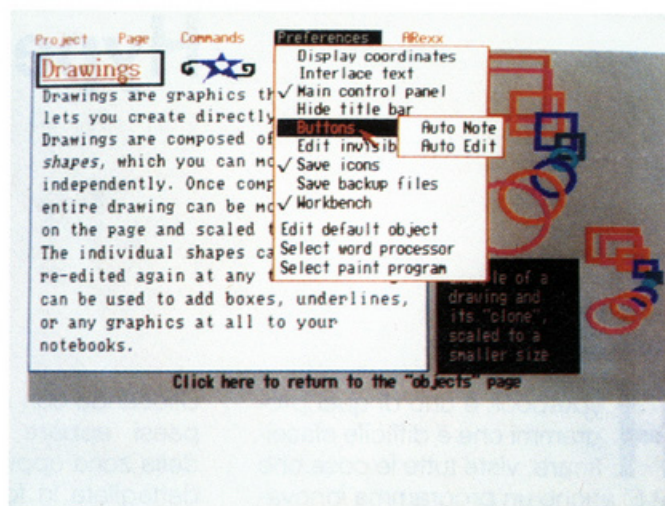 Project Page Commands Preferences ARexx
Drawings
Drawings are graphics th
lets you create directly
Drawings are composed of
shapes, which you can mo
independently. Once comp
entire drawing can be mo
on the page and scaled t
The individual shapes ca
re-edited again at any t
can be used to add boxes, underlines,
or any graphics at all to your
notebooks.
Display coordinates
Interlace text
✓ Main control panel
Hide title bar
Buttons
Edit invisib
✓ Save icons
Save backup files
✓ Workbench
Edit default object
Select word processor
Select paint program
Auto Note
Auto Edit
of a
drawing and
its "clone",
scaled to a
smaller size
Click here to return to the "objects" page